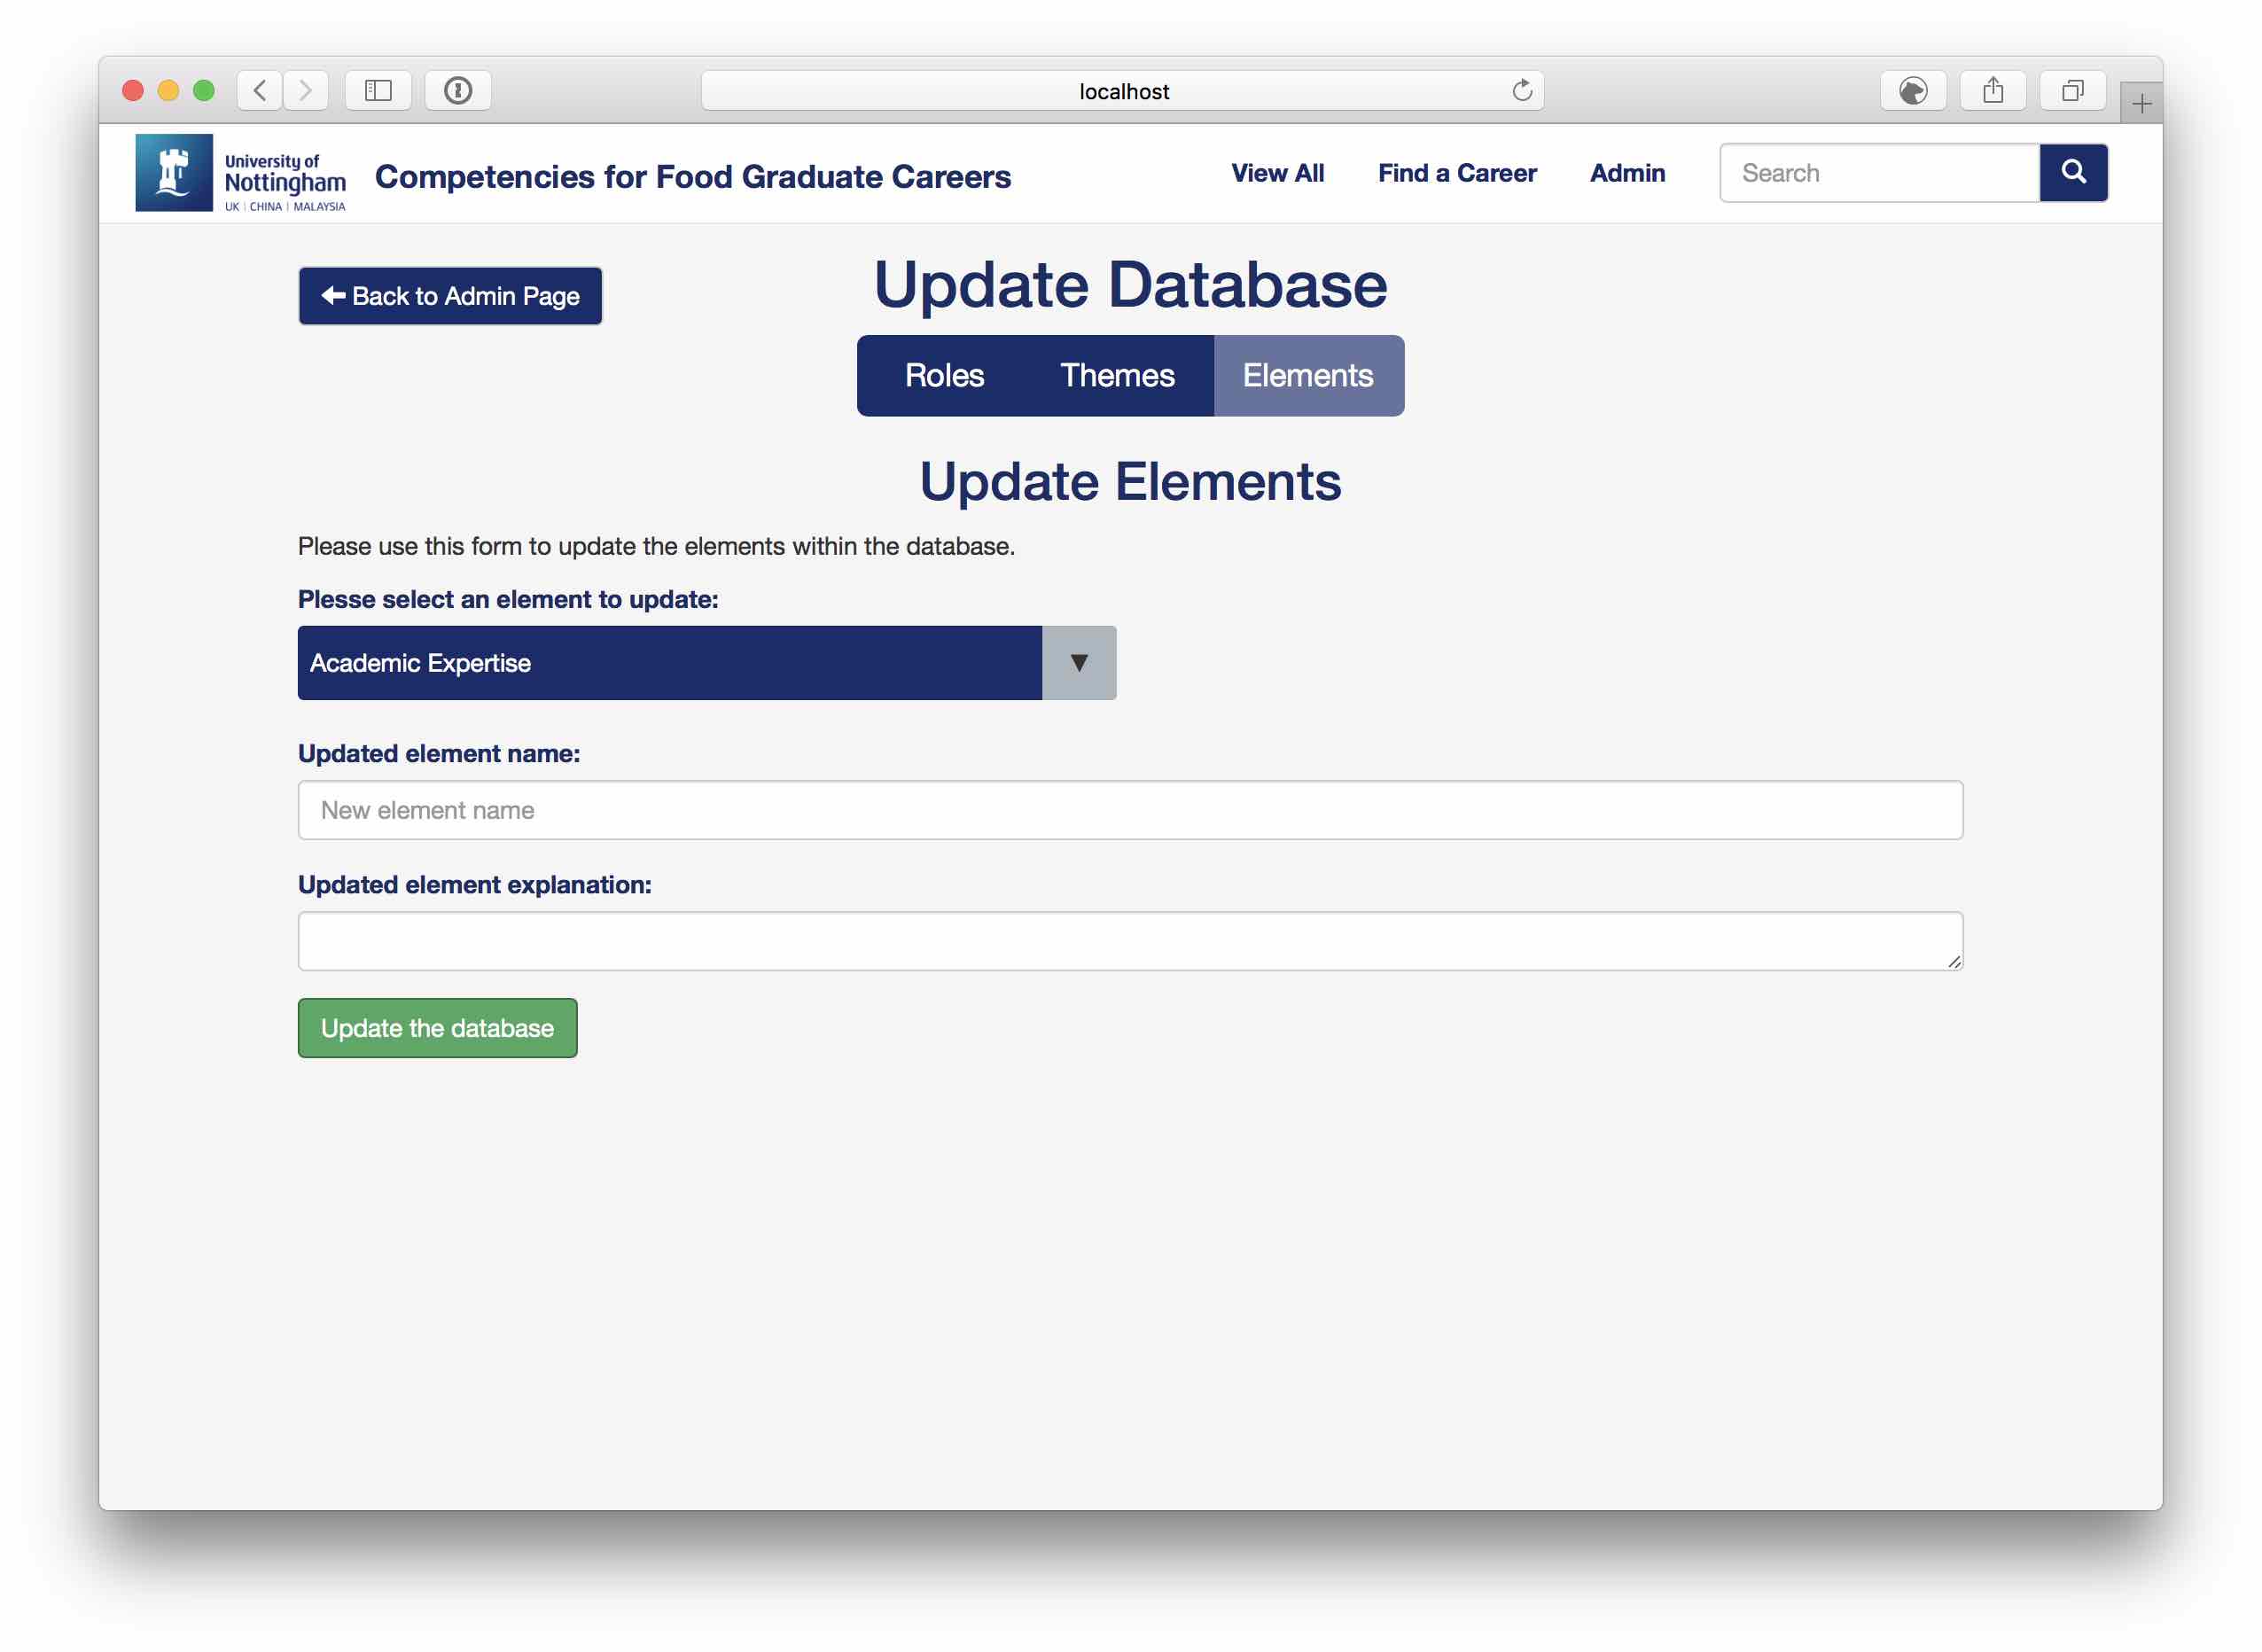 localhost
University of
Nottingham
UK | CHINA | MALAYSIA
Competencies for Food Graduate Careers
View All
Find a Career
Admin
Search
Back to Admin Page
Update Database
Roles
Themes
Elements
Update Elements
Please use this form to update the elements within the database.
Plesse select an element to update:
Academic Expertise
Updated element name:
New element name
Updated element explanation:
Update the database